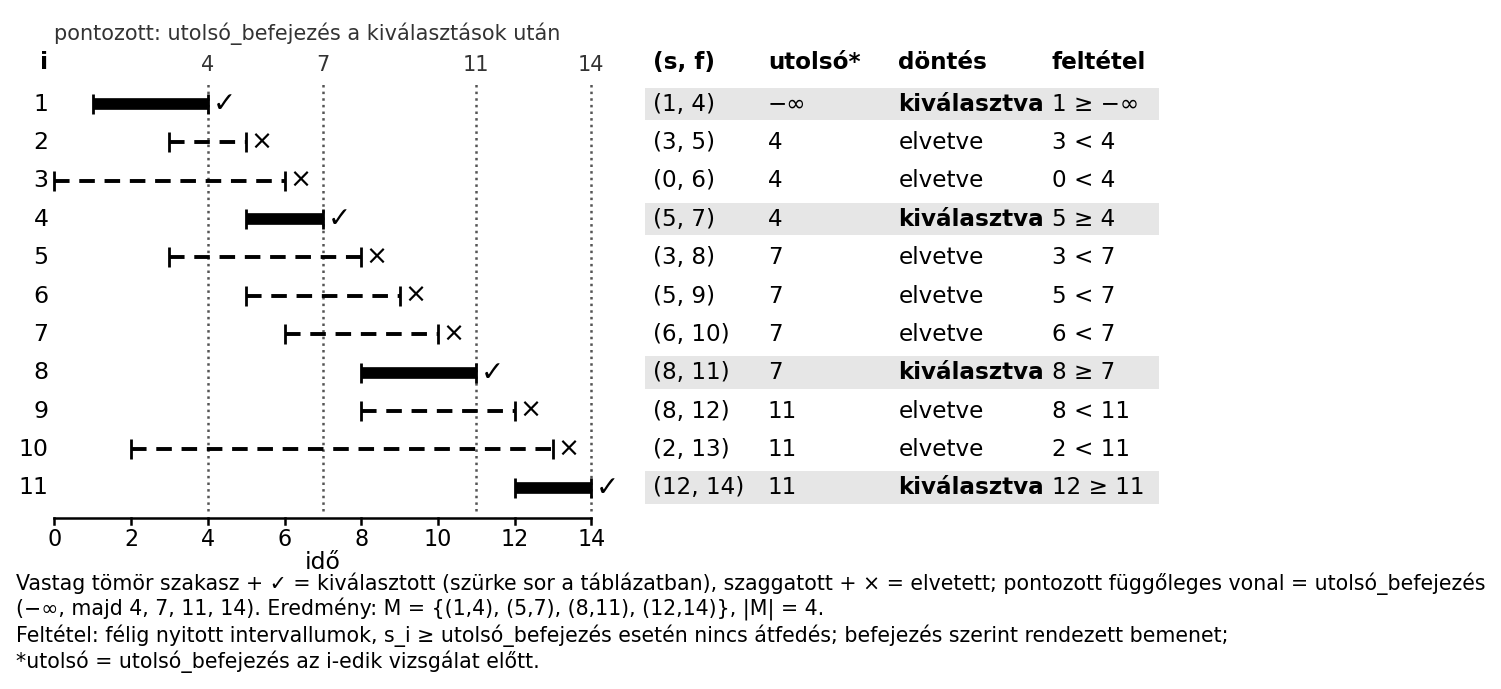 pontozott: utolsó_befejezés a kiválasztások után
i 4 7 11 14 (s, f) utolsó* döntés feltétel
1 ✓ (1, 4) −∞ kiválasztva 1 ≥ −∞
2 × (3, 5) 4 elvetve 3 < 4
3 × (0, 6) 4 elvetve 0 < 4
4 ✓ (5, 7) 4 kiválasztva 5 ≥ 4
5 × (3, 8) 7 elvetve 3 < 7
6 × (5, 9) 7 elvetve 5 < 7
7 × (6, 10) 7 elvetve 6 < 7
8 ✓ (8, 11) 7 kiválasztva 8 ≥ 7
9 × (8, 12) 11 elvetve 8 < 11
10 × (2, 13) 11 elvetve 2 < 11
11 ✓ (12, 14) 11 kiválasztva 12 ≥ 11
0 2 4 6 8 10 12 14
idő
Vastag tömör szakasz + ✓ = kiválasztott (szürke sor a táblázatban), szaggatott + × = elvetett; pontozott függőleges vonal = utolsó_befejezés
(−∞, majd 4, 7, 11, 14). Eredmény: M = {(1,4), (5,7), (8,11), (12,14)}, |M| = 4.
Feltétel: félig nyitott intervallumok, s_i ≥ utolsó_befejezés esetén nincs átfedés; befejezés szerint rendezett bemenet;
*utolsó = utolsó_befejezés az i-edik vizsgálat előtt.